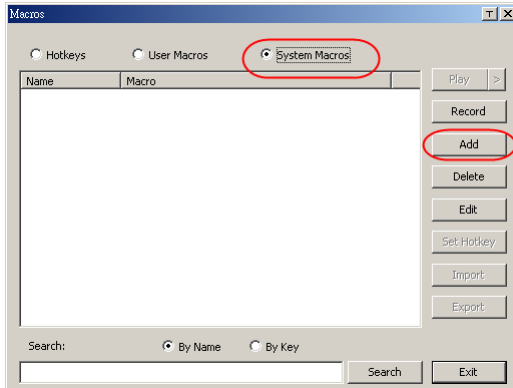 Macros
Hotkeys User Macros System Macros
Name Macro
Play >
Record
Add
Delete
Edit
Set Hotkey
Import
Export
Search: By Name By Key
Search Exit